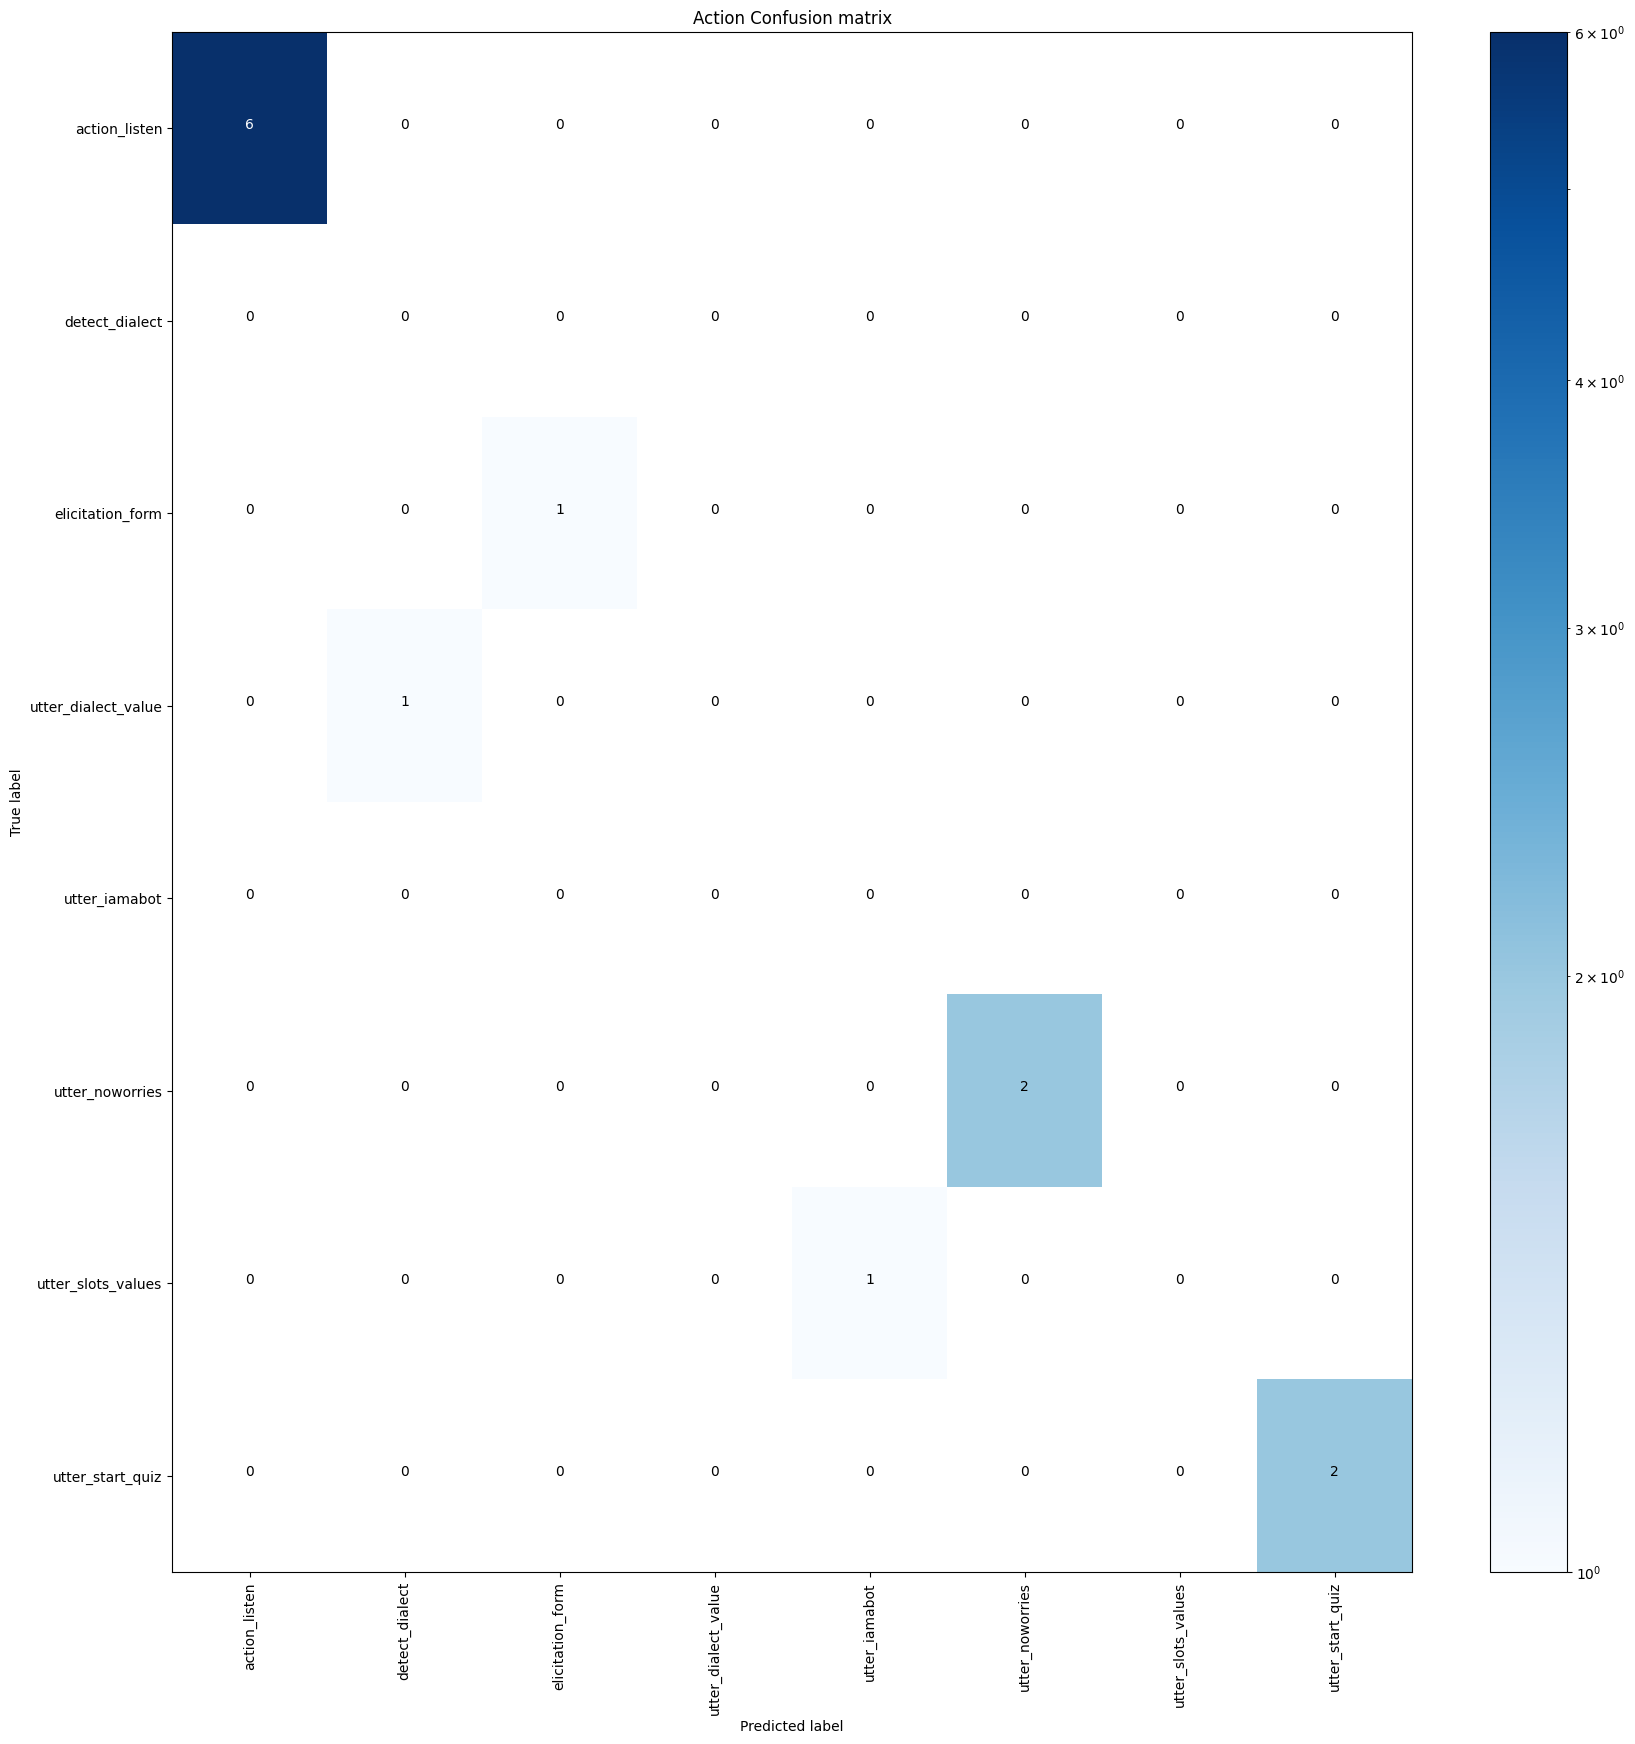 Action Confusion matrix
True label
action_listen 6 0 0 0 0 0 0 0
detect_dialect 0 0 0 0 0 0 0 0
elicitation_form 0 0 1 0 0 0 0 0
utter_dialect_value 0 1 0 0 0 0 0 0
utter_iamabot 0 0 0 0 0 0 0 0
utter_noworries 0 0 0 0 0 2 0 0
utter_slots_values 0 0 0 0 1 0 0 0
utter_start_quiz 0 0 0 0 0 0 0 2
action_listen
detect_dialect
elicitation_form
utter_dialect_value
utter_iamabot
utter_noworries
utter_slots_values
utter_start_quiz
Predicted label
6 × 10⁰
4 × 10⁰
3 × 10⁰
2 × 10⁰
10⁰